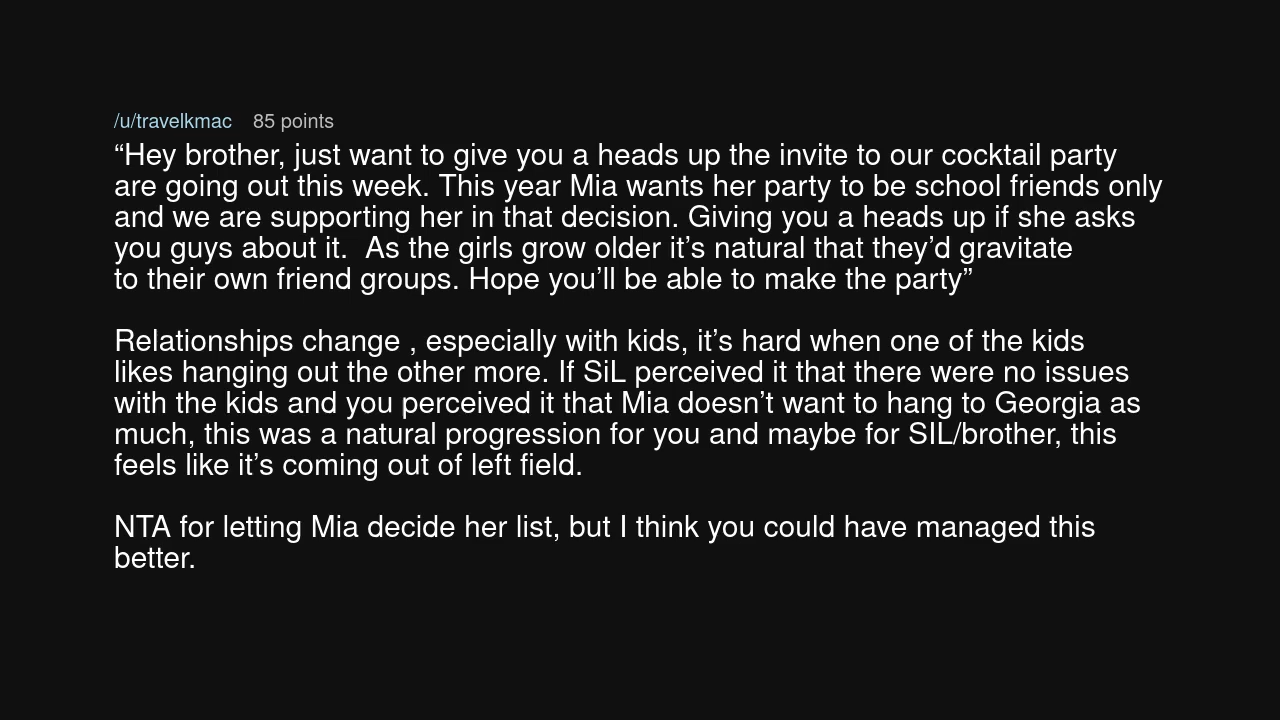 /u/travelkmac 85 points
“Hey brother, just want to give you a heads up the invite to our cocktail party
are going out this week. This year Mia wants her party to be school friends only
and we are supporting her in that decision. Giving you a heads up if she asks
you guys about it.  As the girls grow older it’s natural that they’d gravitate
to their own friend groups. Hope you’ll be able to make the party”
Relationships change , especially with kids, it’s hard when one of the kids
likes hanging out the other more. If SiL perceived it that there were no issues
with the kids and you perceived it that Mia doesn’t want to hang to Georgia as
much, this was a natural progression for you and maybe for SIL/brother, this
feels like it’s coming out of left field.
NTA for letting Mia decide her list, but I think you could have managed this
better.